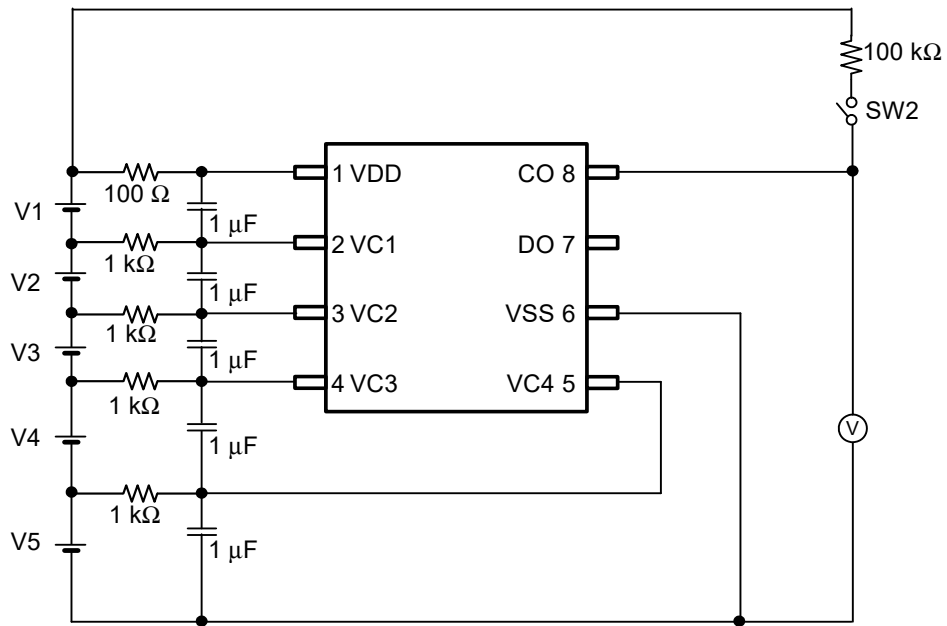 100 kΩ
SW2
1 VDD CO 8
100 Ω
V1
1 μF
2 VC1 DO 7
1 kΩ
V2
1 μF
3 VC2 VSS 6
1 kΩ
V3
1 μF
4 VC3 VC4 5
1 kΩ
V4
1 μF
V
1 kΩ
V5
1 μF